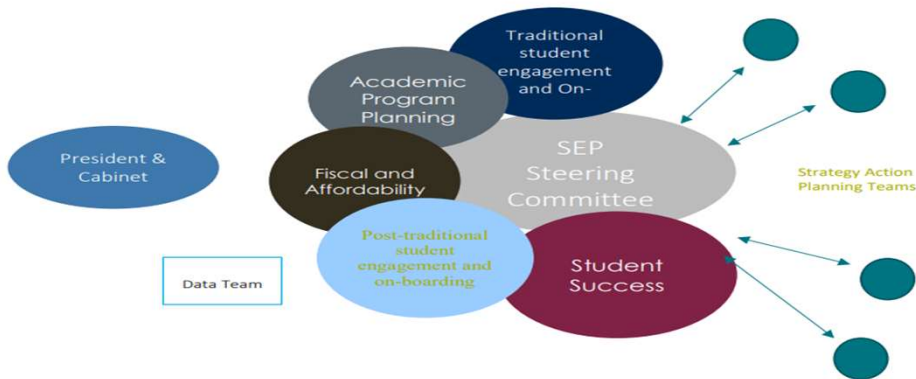 Traditional
student
engagement
and On-
Academic
Program
Planning
SEP
Steering
Committee
President &
Cabinet
Fiscal and
Affordability
Strategy Action
Planning Teams
Post-traditional
student
engagement and
on-boarding
Student
Success
Data Team